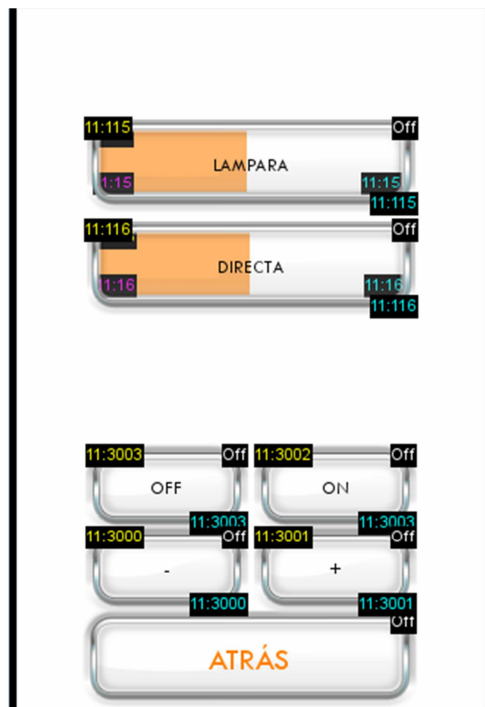 11:115 Off
LAMPARA
1:15 11:15
11:115
11:116 Off
DIRECTA
11:16 11:16
11:116
11:3003 Off 11:3002 Off
OFF ON
11:3003 11:3003
11:3000 Off 11:3001 Off
- +
11:3000 11:3001
Off
ATRÁS